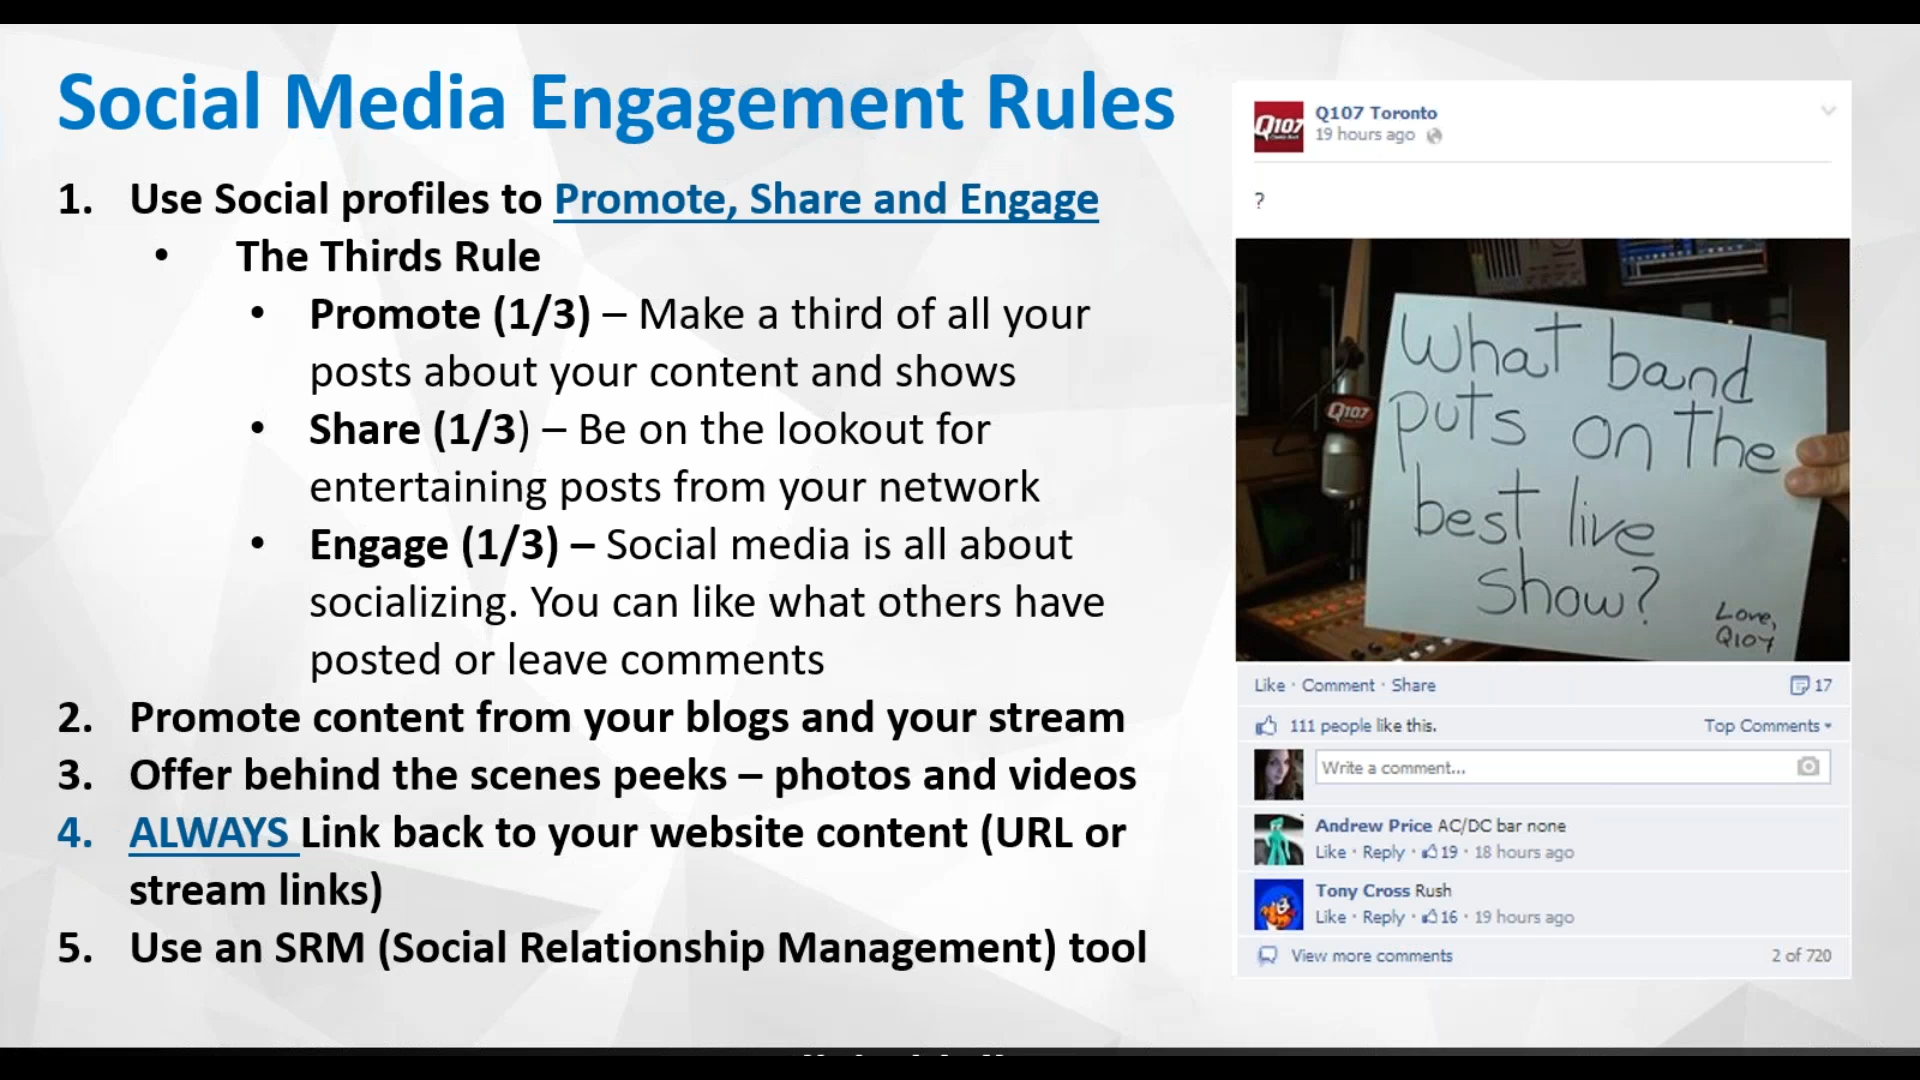 Social Media Engagement Rules
1. Use Social profiles to Promote, Share and Engage
• The Thirds Rule
• Promote (1/3) – Make a third of all your
posts about your content and shows
• Share (1/3) – Be on the lookout for
entertaining posts from your network
• Engage (1/3) – Social media is all about
socializing. You can like what others have
posted or leave comments
2. Promote content from your blogs and your stream
3. Offer behind the scenes peeks – photos and videos
4. ALWAYS Link back to your website content (URL or
stream links)
5. Use an SRM (Social Relationship Management) tool
Q107
Q107 Toronto
19 hours ago
?
What band
puts on the
best live
show?
Love,
Q107
Q107
Like · Comment · Share 17
111 people like this. Top Comments
Write a comment...
Andrew Price AC/DC bar none
Like · Reply · 19 · 18 hours ago
Tony Cross Rush
Like · Reply · 16 · 19 hours ago
View more comments 2 of 720